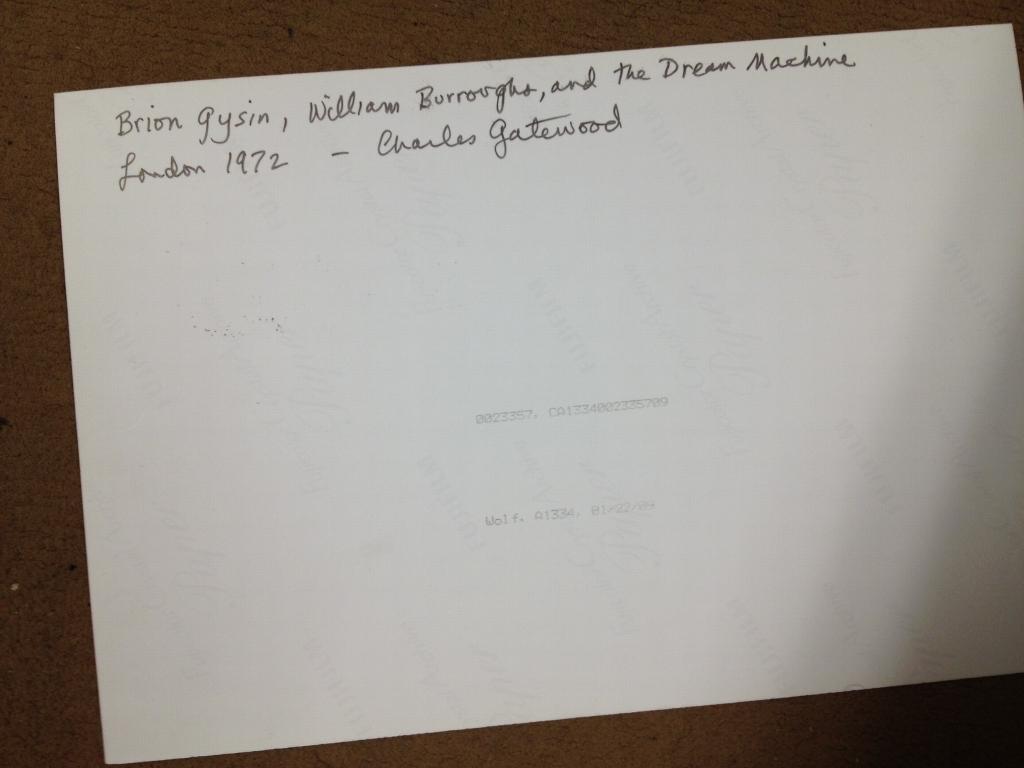 Brion Gysin, William Burroughs, and the Dream Machine
London 1972 - Charles Gatewood
0023357, CA1334002335709
Wolf, A1334, 01/22/09
FUJIFILM